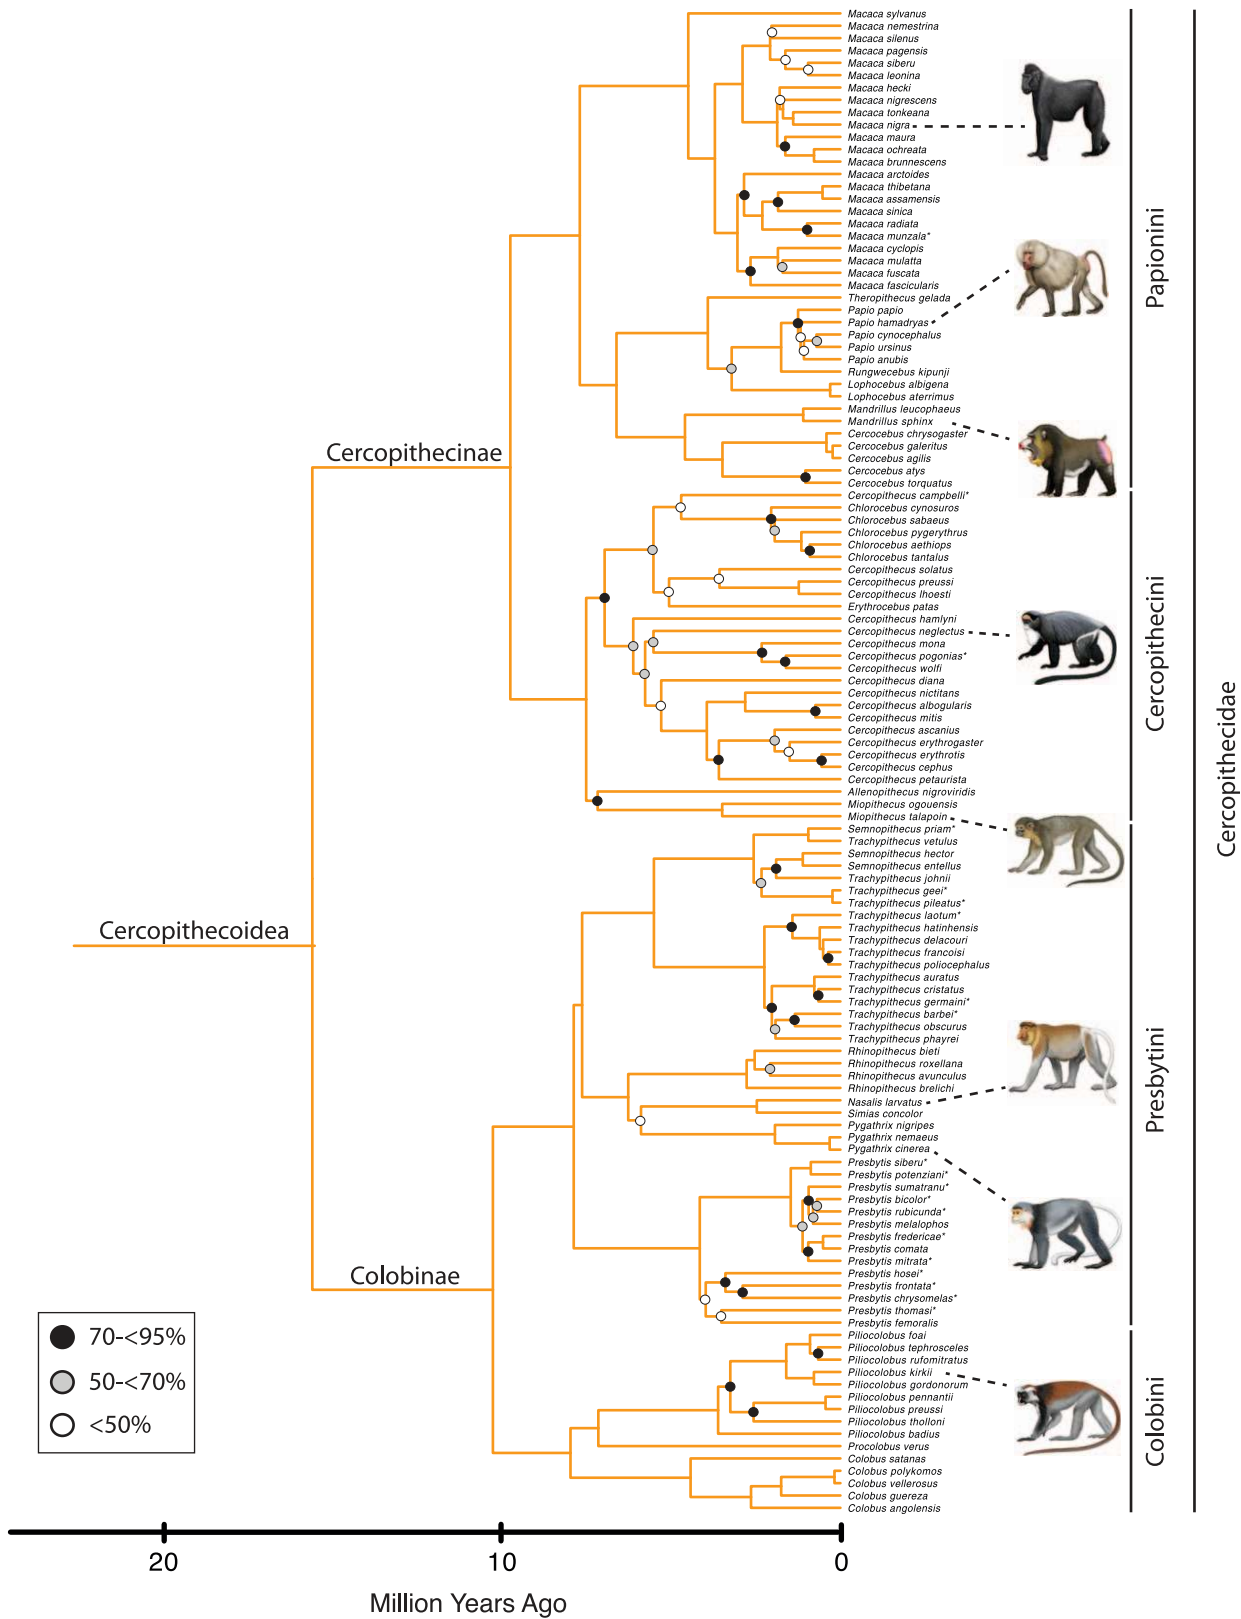 Macaca sylvanus
Macaca nemestrina
Macaca silenus
Macaca pagensis
Macaca siberu
Macaca leonina
Macaca hecki
Macaca nigrescens
Macaca tonkeana
Macaca nigra
Macaca maura
Macaca ochreata
Macaca brunnescens
Macaca arctoides
Macaca thibetana
Macaca assamensis
Macaca sinica
Macaca radiata
Macaca munzala*
Macaca cyclopis
Macaca mulatta
Macaca fuscata
Macaca fascicularis
Theropithecus gelada
Papio papio
Papio hamadryas
Papio cynocephalus
Papio ursinus
Papio anubis
Rungwecebus kipunji
Lophocebus albigena
Lophocebus aterrimus
Mandrillus leucophaeus
Mandrillus sphinx
Cercocebus chrysogaster
Cercocebus galeritus
Cercocebus agilis
Cercocebus atys
Cercocebus torquatus
Cercopithecus campbelli*
Chlorocebus cynosuros
Chlorocebus sabaeus
Chlorocebus pygerythrus
Chlorocebus aethiops
Chlorocebus tantalus
Cercopithecus solatus
Cercopithecus preussi
Cercopithecus lhoesti
Erythrocebus patas
Cercopithecus hamlyni
Cercopithecus neglectus
Cercopithecus mona
Cercopithecus pogonias*
Cercopithecus wolfi
Cercopithecus diana
Cercopithecus nictitans
Cercopithecus albogularis
Cercopithecus mitis
Cercopithecus ascanius
Cercopithecus erythrogaster
Cercopithecus erythrotis
Cercopithecus cephus
Cercopithecus petaurista
Allenopithecus nigroviridis
Miopithecus ogouensis
Miopithecus talapoin
Semnopithecus priam*
Trachypithecus vetulus
Semnopithecus hector
Semnopithecus entellus
Trachypithecus johnii
Trachypithecus geei*
Trachypithecus pileatus*
Trachypithecus laotum*
Trachypithecus hatinhensis
Trachypithecus delacouri
Trachypithecus francoisi
Trachypithecus poliocephalus
Trachypithecus auratus
Trachypithecus cristatus
Trachypithecus germaini*
Trachypithecus barbei*
Trachypithecus obscurus
Trachypithecus phayrei
Rhinopithecus bieti
Rhinopithecus roxellana
Rhinopithecus avunculus
Rhinopithecus brelichi
Nasalis larvatus
Simias concolor
Pygathrix nigripes
Pygathrix nemaeus
Pygathrix cinerea
Presbytis siberu*
Presbytis potenziani*
Presbytis sumatranu*
Presbytis bicolor*
Presbytis rubicunda*
Presbytis melalophos
Presbytis fredericae*
Presbytis comata
Presbytis mitrata*
Presbytis hosei*
Presbytis frontata*
Presbytis chrysomelas*
Presbytis thomasi*
Presbytis femoralis
Piliocolobus foai
Piliocolobus tephrosceles
Piliocolobus rufomitratus
Piliocolobus kirkii
Piliocolobus gordonorum
Piliocolobus pennantii
Piliocolobus preussi
Piliocolobus tholloni
Piliocolobus badius
Procolobus verus
Colobus satanas
Colobus polykomos
Colobus vellerosus
Colobus guereza
Colobus angolensis
Cercopithecinae
Cercopithecoidea
Colobinae
Papionini
Cercopithecini
Presbytini
Colobini
Cercopithecidae
70-<95%
50-<70%
<50%
20
10
0
Million Years Ago